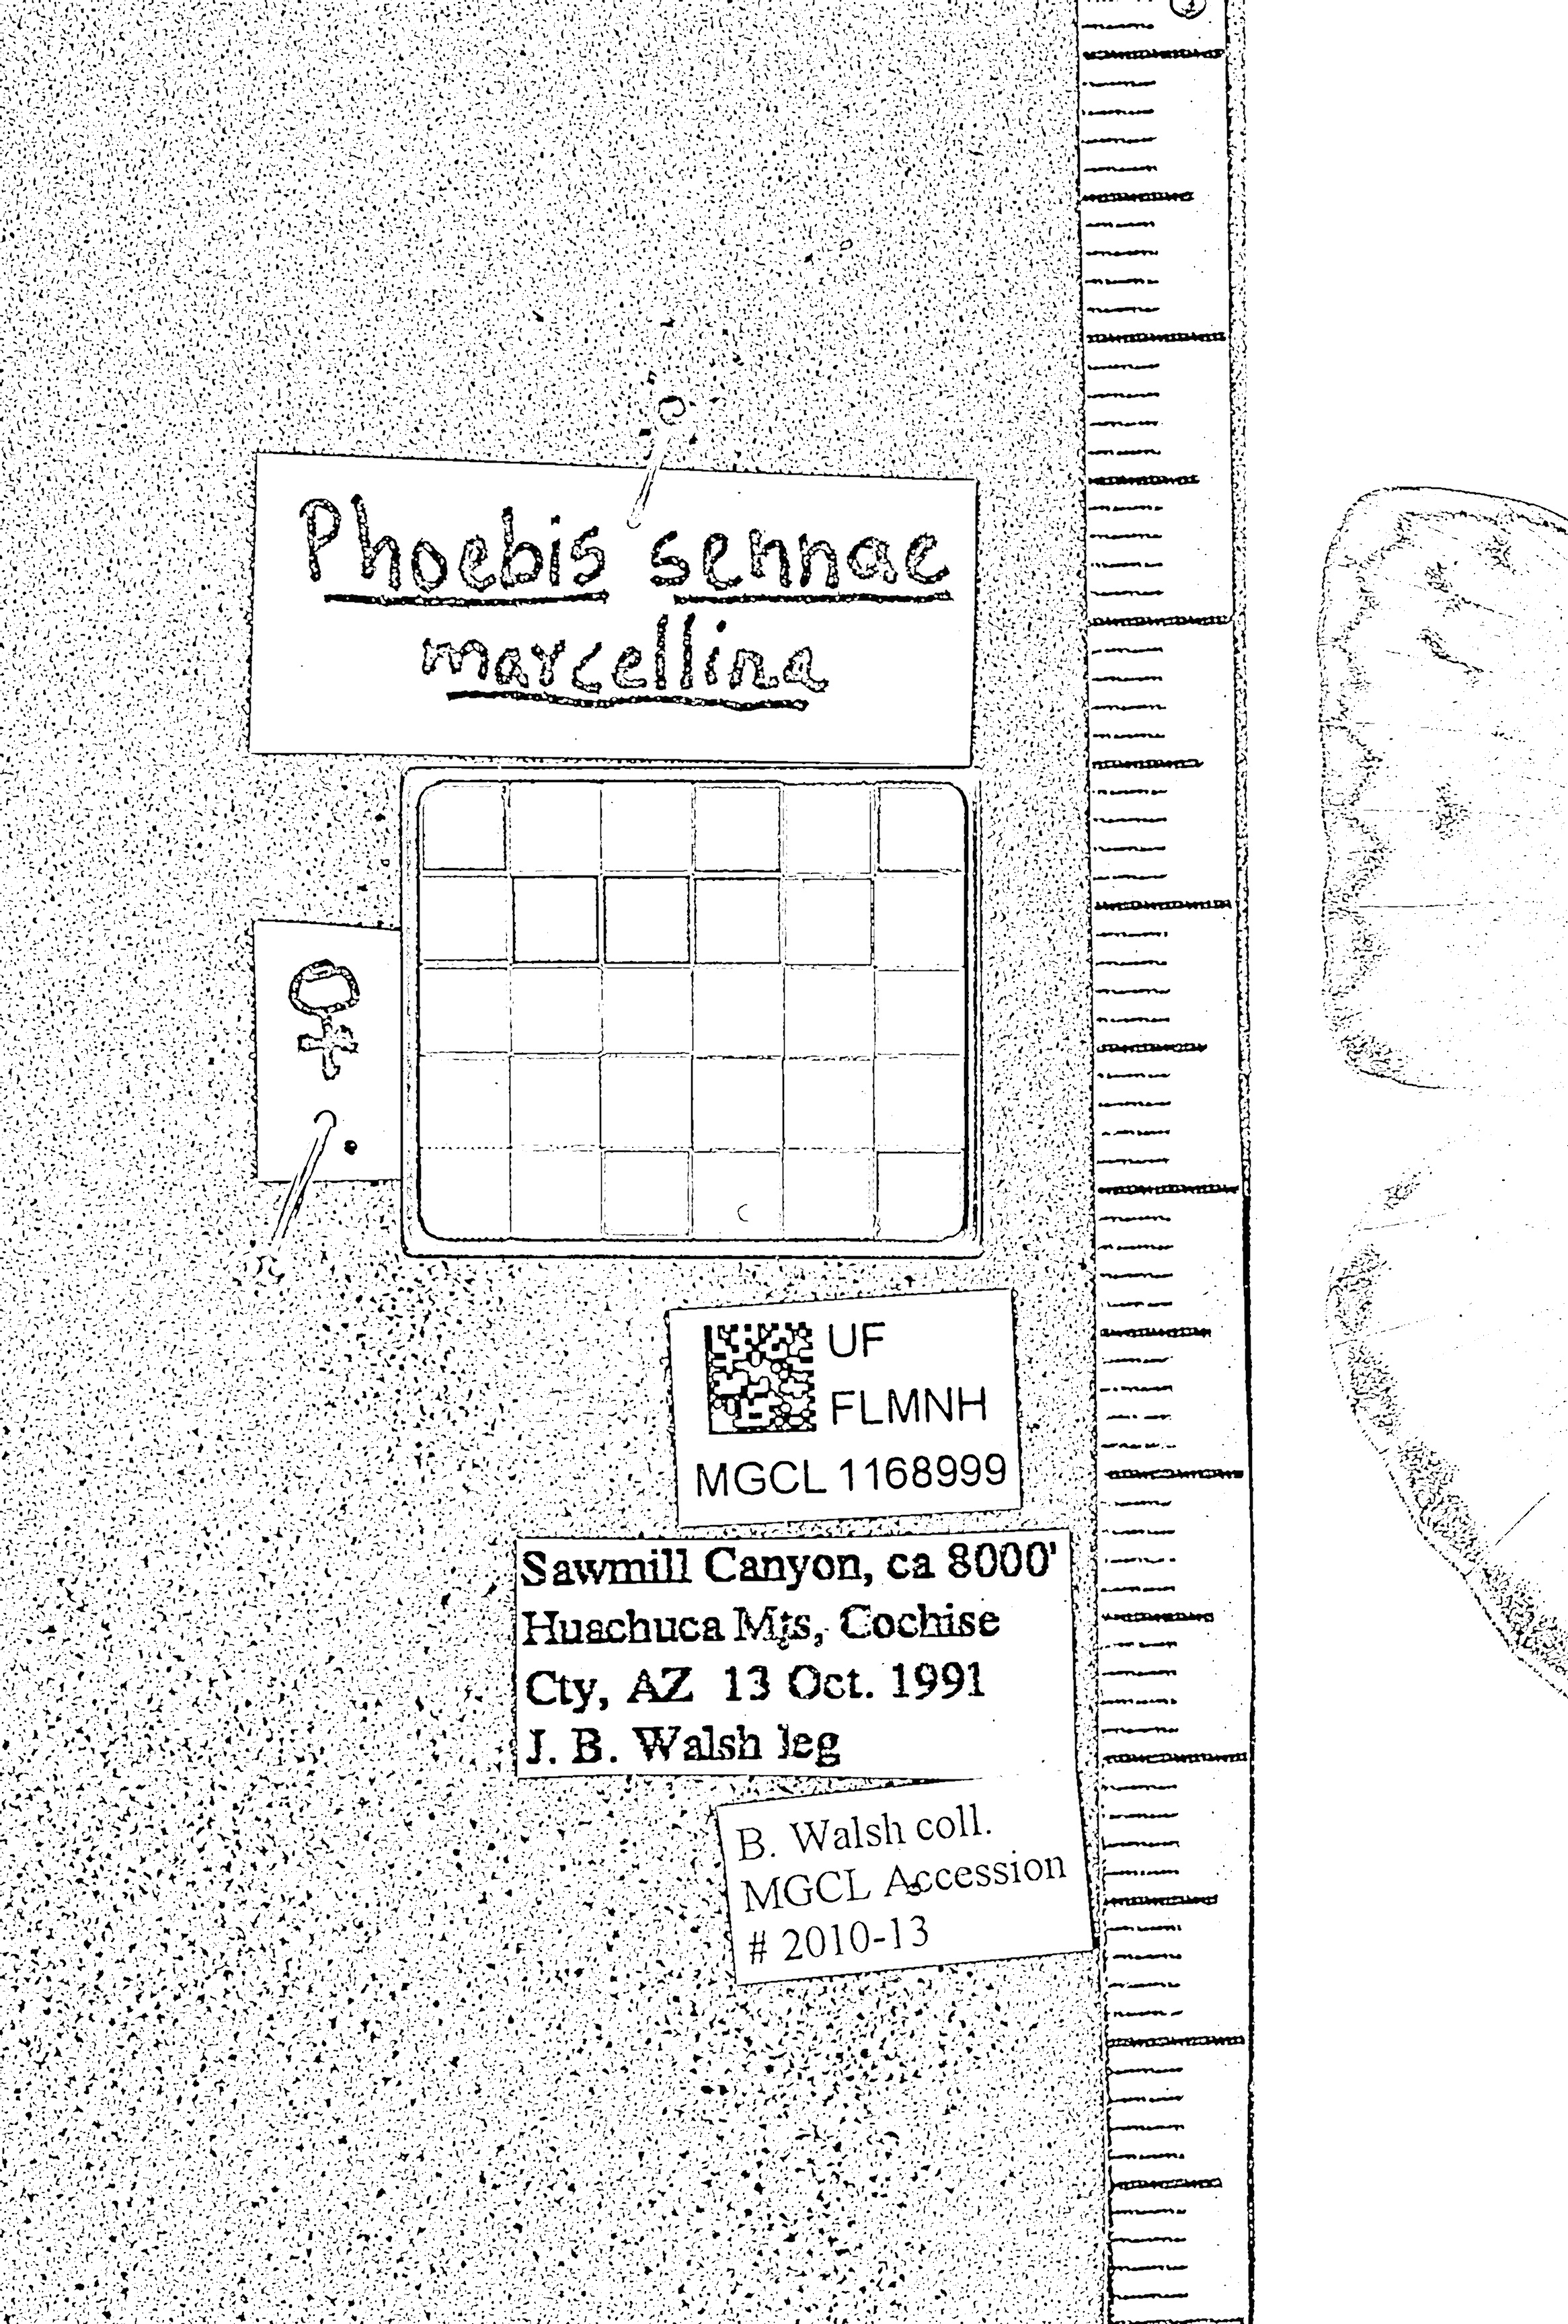 Phoebis sennae
marcellina
♀
UF
FLMNH
MGCL 1168999
Sawmill Canyon, ca 8000'
Huachuca Mts, Cochise
Cty, AZ 13 Oct. 1991
J. B. Walsh leg
B. Walsh coll.
MGCL Accession
# 2010-13